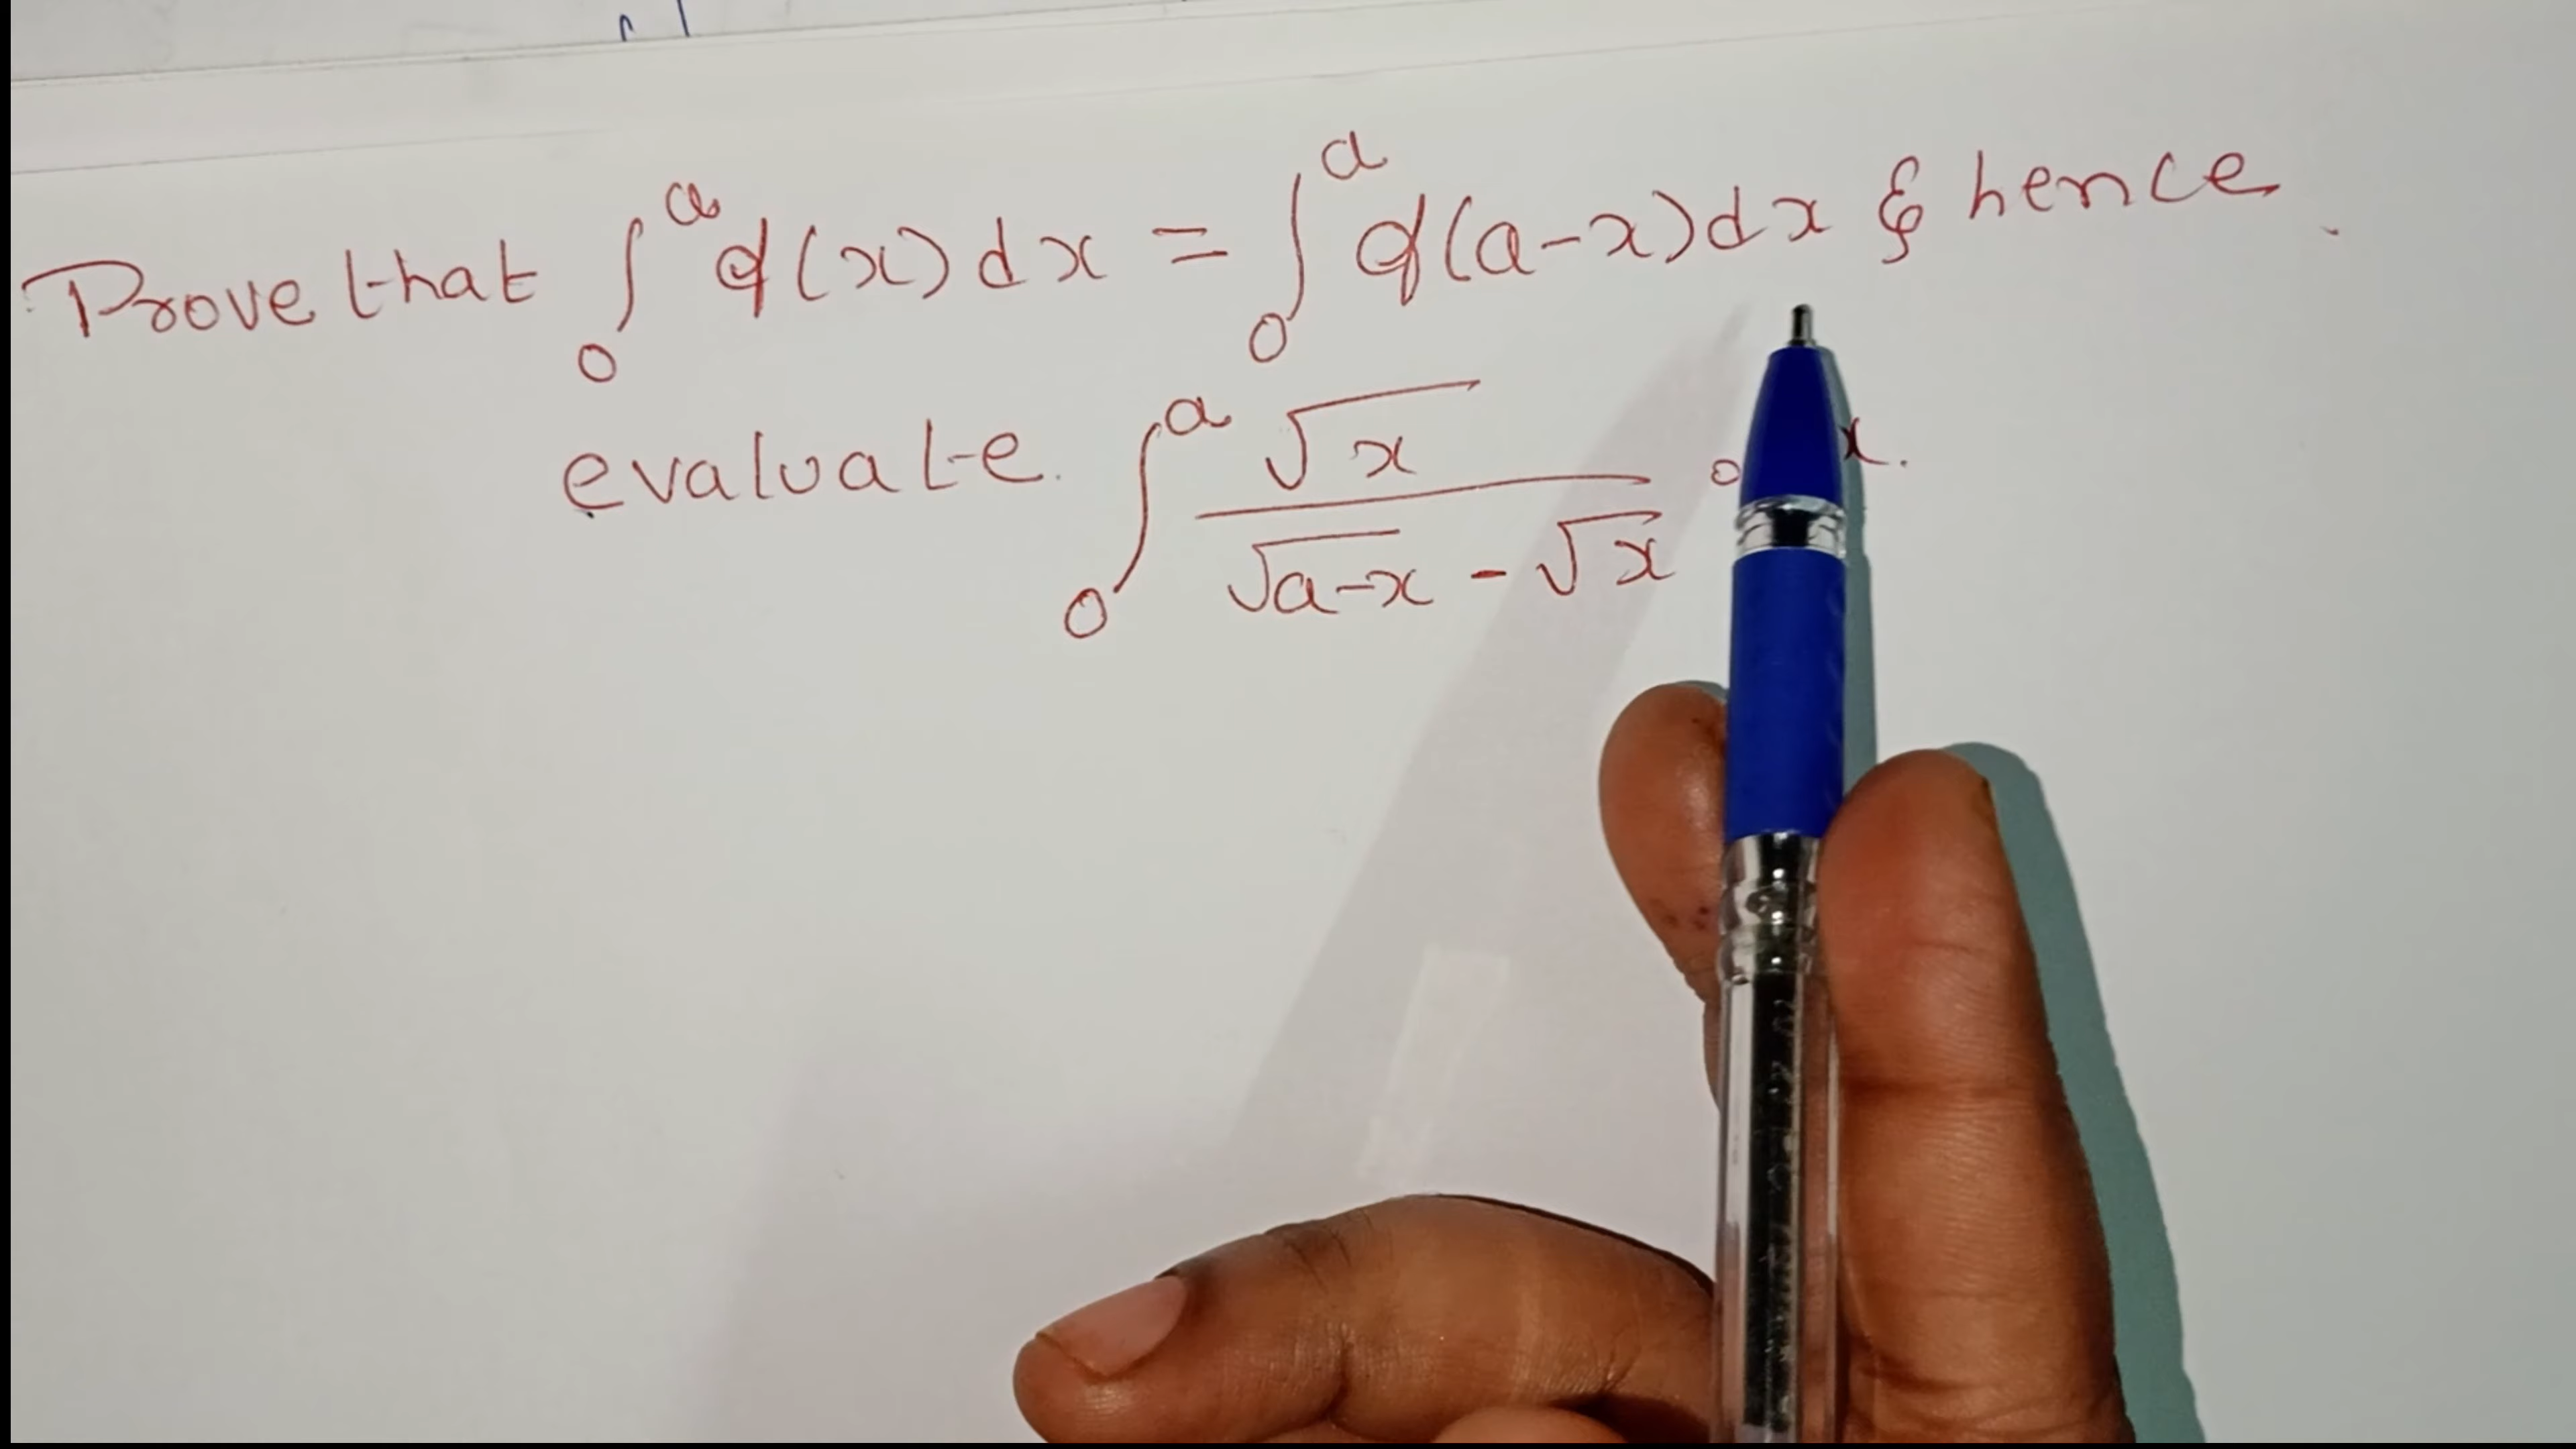 Prove that ∫₀ᵃ f(x) dx = ∫₀ᵃ f(a-x) dx & hence
evaluate ∫₀ᵃ √x / (√a-x - √x) x.